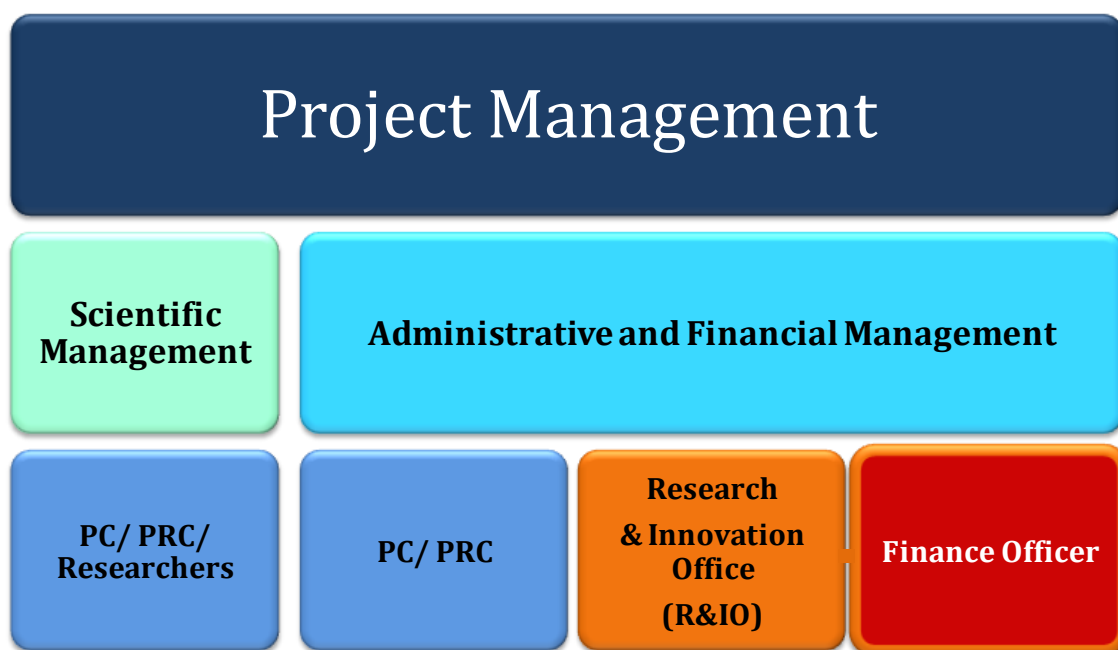 Project Management
Scientific
Management
Administrative and Financial Management
PC/ PRC/
Researchers
PC/ PRC
Research
& Innovation
Office
(R&IO)
Finance Officer